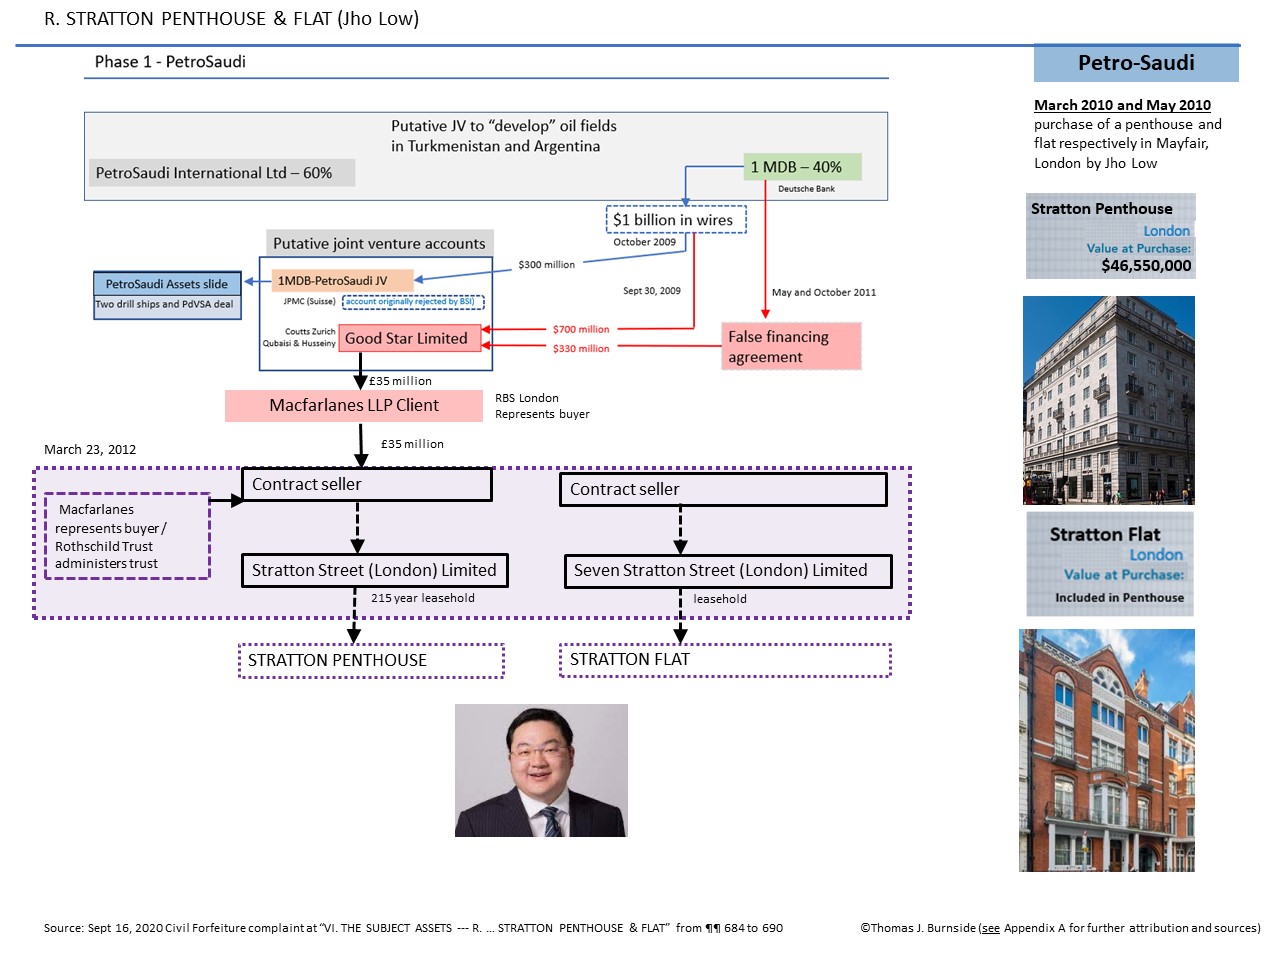 R. STRATTON PENTHOUSE & FLAT (Jho Low)
Phase 1 - PetroSaudi
Petro-Saudi
March 2010 and May 2010
purchase of a penthouse and
flat respectively in Mayfair,
London by Jho Low
Putative JV to “develop” oil fields
in Turkmenistan and Argentina
PetroSaudi International Ltd – 60%
1 MDB – 40%
Deutsche Bank
$1 billion in wires
October 2009
Putative joint venture accounts
$300 million
PetroSaudi Assets slide
Two drill ships and PdVSA deal
1MDB-PetroSaudi JV
JPMC (Suisse)
account originally rejected by BSI)
Sept 30, 2009
May and October 2011
Coutts Zurich
Qubaisi & Husseiny
Good Star Limited
$700 million
$330 million
False financing
agreement
£35 million
Macfarlanes LLP Client
RBS London
Represents buyer
£35 million
March 23, 2012
Contract seller
Contract seller
Macfarlanes
represents buyer /
Rothschild Trust
administers trust
Stratton Street (London) Limited
Seven Stratton Street (London) Limited
215 year leasehold
leasehold
STRATTON PENTHOUSE
STRATTON FLAT
Stratton Penthouse
London
Value at Purchase:
$46,550,000
Stratton Flat
London
Value at Purchase:
Included in Penthouse
Source: Sept 16, 2020 Civil Forfeiture complaint at “VI. THE SUBJECT ASSETS --- R. ... STRATTON PENTHOUSE & FLAT” from ¶¶ 684 to 690
©Thomas J. Burnside (see Appendix A for further attribution and sources)